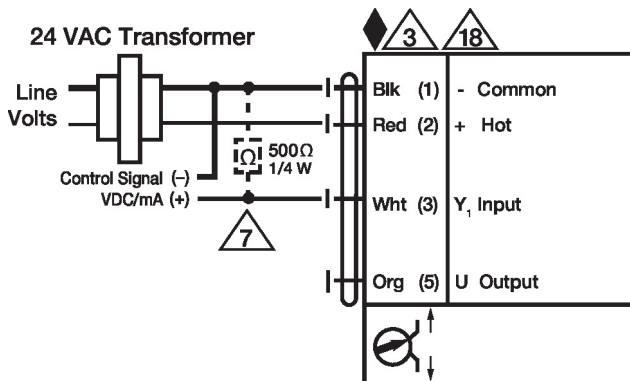 3 18
24 VAC Transformer
Line
Volts
Blk (1) - Common
Red (2) + Hot
Ω 500Ω
1/4 W
Control Signal (–)
VDC/mA (+)
Wht (3) Y₁ Input
7
Org (5) U Output